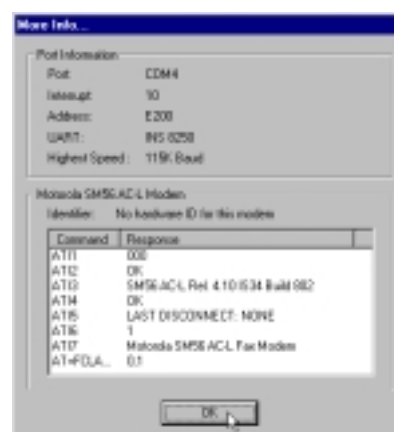 More Info...
Port Information
Port: COM4
Interrupt: 10
Address: E200
UART: INS 8250
Highest Speed: 115K Baud
Motorola SM56 AC-L Modem
Identifier: No hardware ID for this modem
Command Response
ATI1 000
ATI2 OK
ATI3 SM56 AC-L Rel. 4.10 I534 Build 802
ATI4 OK
ATI5 LAST DISCONNECT: NONE
ATI6 1
ATI7 Motorola SM56 AC-L Fax Modem
AT+FCLA... 0,1
OK